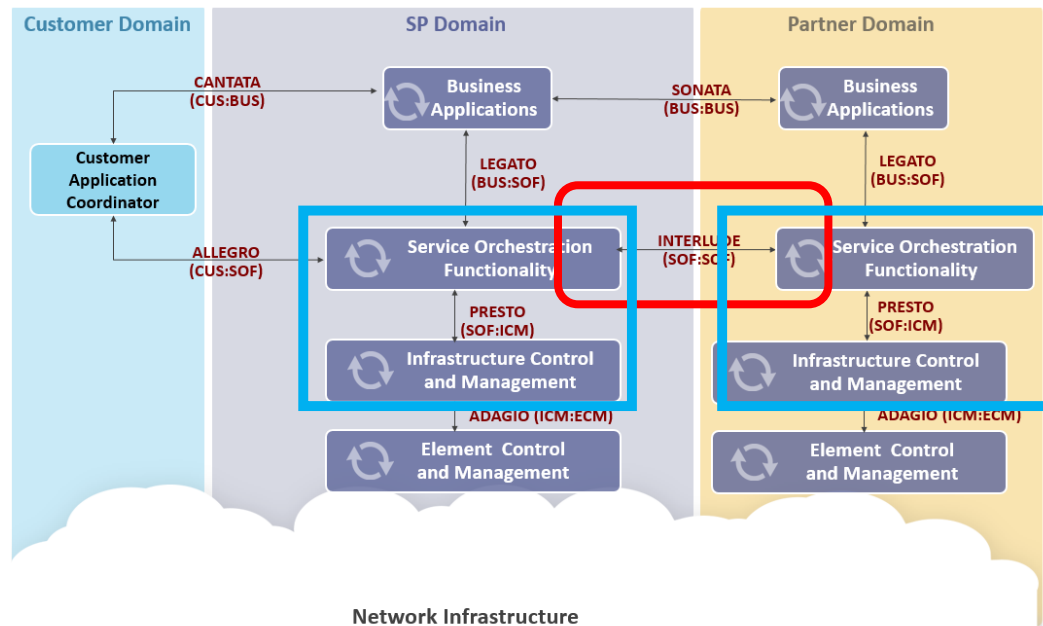 Customer Domain
SP Domain
Partner Domain
CANTATA
(CUS:BUS)
Business
Applications
SONATA
(BUS:BUS)
Business
Applications
Customer
Application
Coordinator
LEGATO
(BUS:SOF)
LEGATO
(BUS:SOF)
ALLEGRO
(CUS:SOF)
Service Orchestration
Functionality
INTERLUDE
(SOF:SOF)
Service Orchestration
Functionality
PRESTO
(SOF:ICM)
PRESTO
(SOF:ICM)
Infrastructure Control
and Management
Infrastructure Control
and Management
ADAGIO (ICM:ECM)
ADAGIO (ICM:ECM)
Element Control
and Management
Element Control
and Management
Network Infrastructure